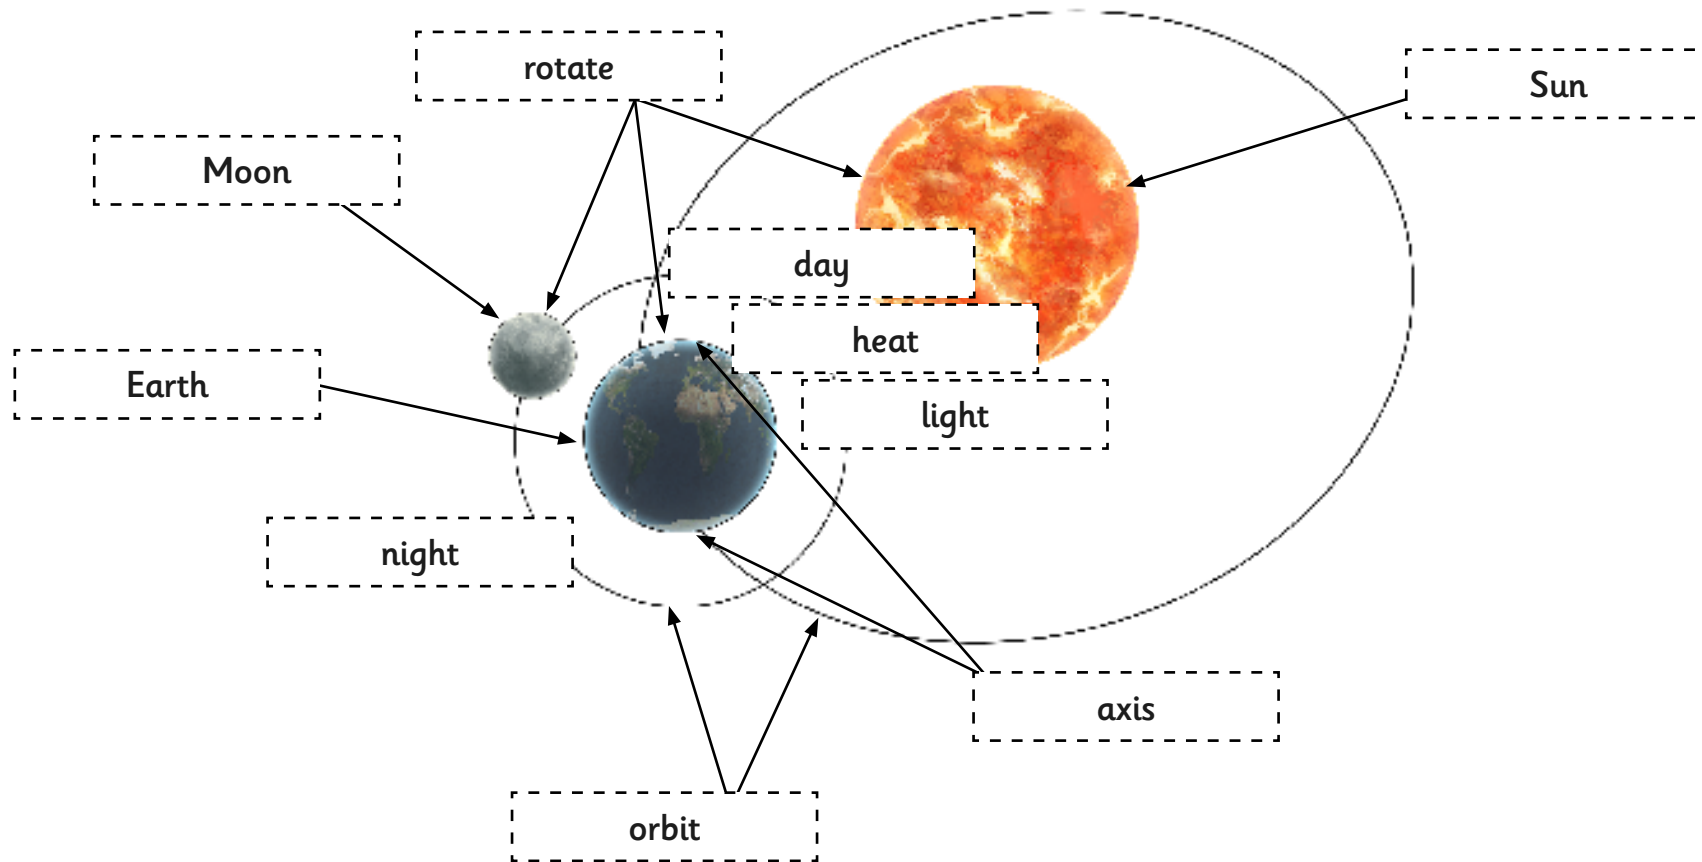 rotate
Sun
Moon
day
heat
Earth
light
night
axis
orbit